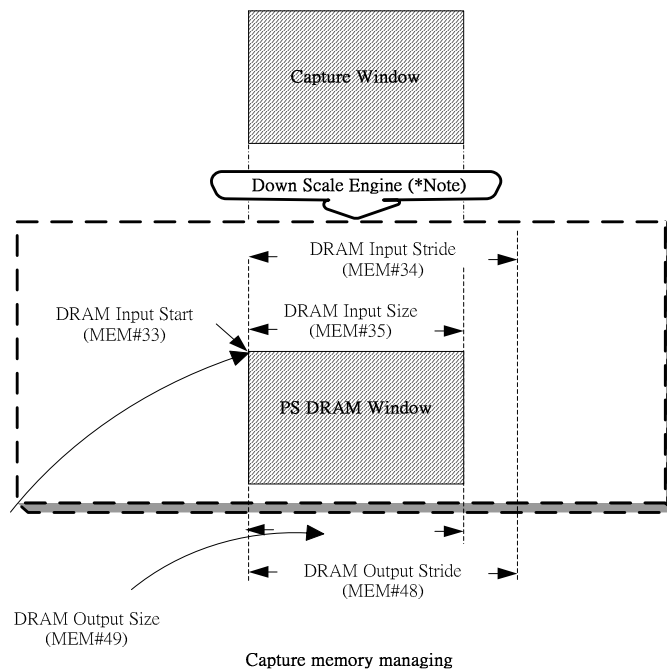 Capture Window
Down Scale Engine (*Note)
DRAM Input Stride
(MEM#34)
DRAM Input Start
(MEM#33)
DRAM Input Size
(MEM#35)
PS DRAM Window
DRAM Output Stride
(MEM#48)
DRAM Output Size
(MEM#49)
Capture memory managing